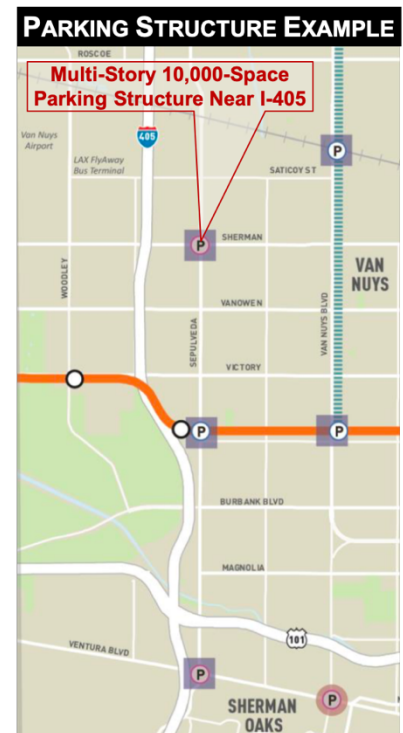 PARKING STRUCTURE EXAMPLE
ROSCOE
Multi-Story 10,000-Space
Parking Structure Near I-405
Van Nuys
Airport
405
LAX FlyAway
Bus Terminal
P
SATICOY ST
P
SHERMAN
VAN
NUYS
WOODLEY
VANOWEN
SEPULVEDA
VAN NUYS BLVD
VICTORY
P
P
BURBANK BLVD
MAGNOLIA
101
VENTURA BLVD
P
P
SHERMAN
OAKS